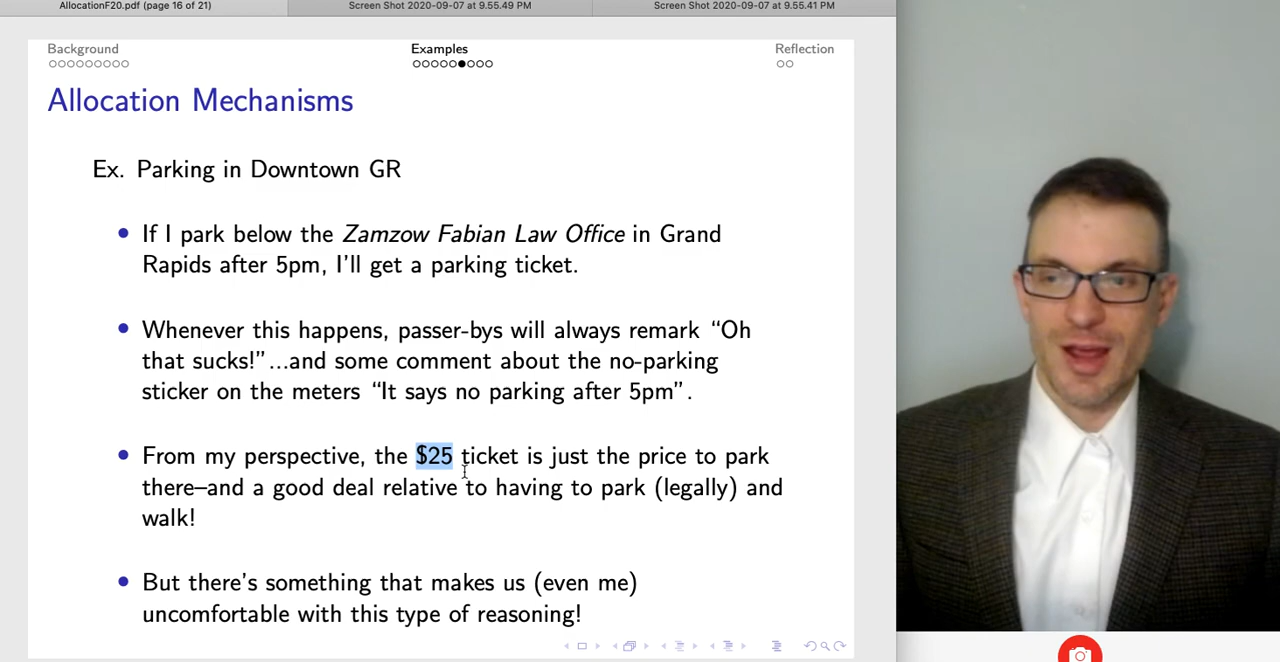 AllocationF20.pdf (page 16 of 21)
Screen Shot 2020-09-07 at 9.55.49 PM
Screen Shot 2020-09-07 at 9.55.41 PM
Background
Examples
Reflection
Allocation Mechanisms
Ex. Parking in Downtown GR
If I park below the Zamzow Fabian Law Office in Grand
Rapids after 5pm, I'll get a parking ticket.
Whenever this happens, passer-bys will always remark “Oh
that sucks!”...and some comment about the no-parking
sticker on the meters “It says no parking after 5pm”.
From my perspective, the $25 ticket is just the price to park
there–and a good deal relative to having to park (legally) and
walk!
But there's something that makes us (even me)
uncomfortable with this type of reasoning!